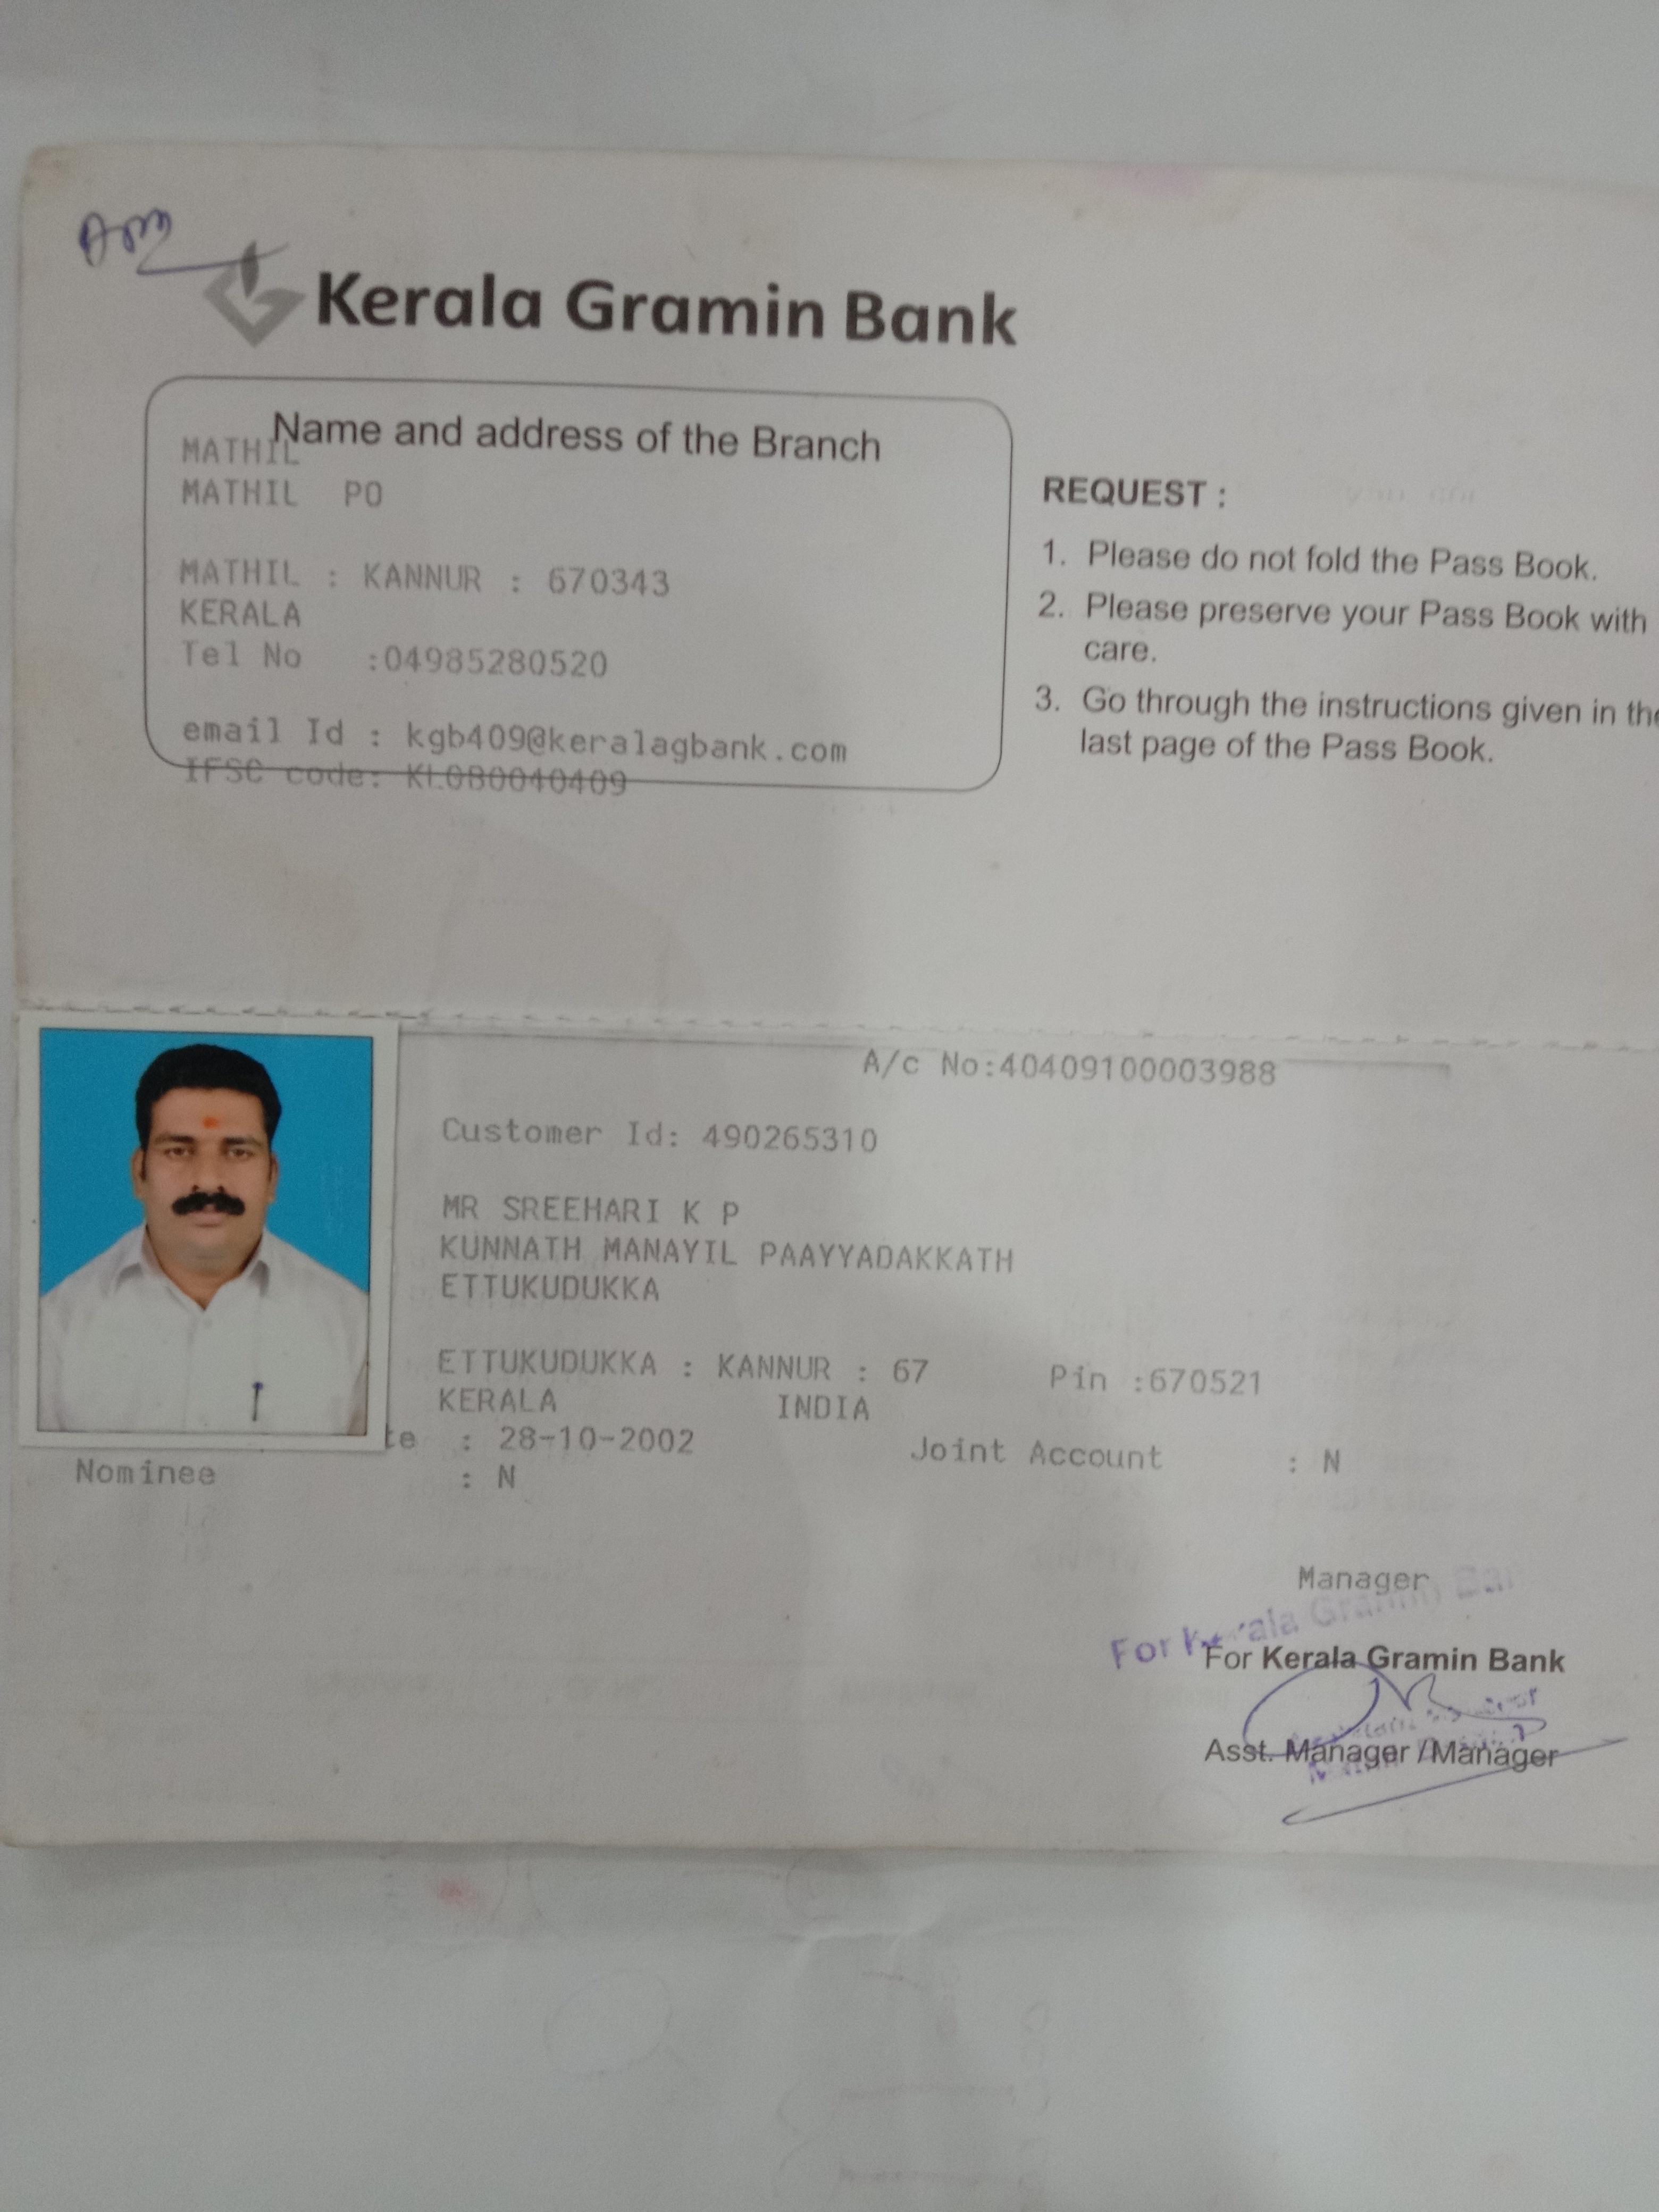 Kerala Gramin Bank
Name and address of the Branch
MATHIL
MATHIL PO
MATHIL : KANNUR : 670343
KERALA
Tel No :04985280520
email Id : kgb409@keralagbank.com
IFSC code: KLGB0040409
REQUEST :
1. Please do not fold the Pass Book.
2. Please preserve your Pass Book with
care.
3. Go through the instructions given in the
last page of the Pass Book.
A/c No:40409100003988
Customer Id: 490265310
MR SREEHARI K P
KUNNATH MANAYIL PAAYYADAKKATH
ETTUKUDUKKA
ETTUKUDUKKA : KANNUR : 67 Pin :670521
KERALA INDIA
te : 28-10-2002 Joint Account : N
Nominee : N
Manager
For Kerala Gramin Ban
For Kerala Gramin Bank
Asst. Manager / Manager